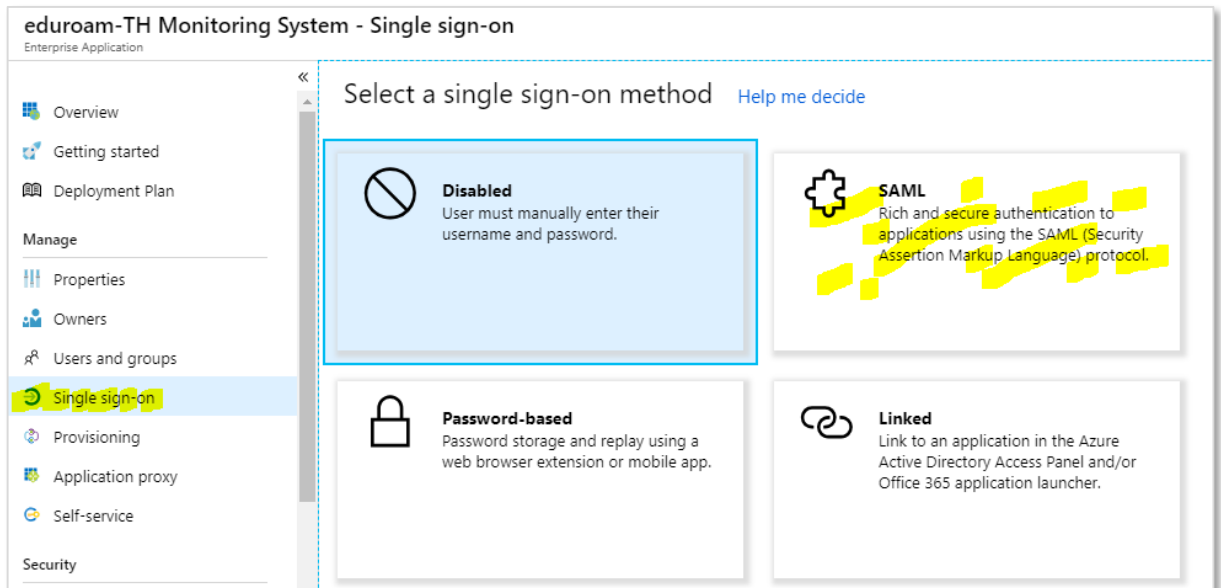 eduroam-TH Monitoring System - Single sign-on
Enterprise Application
«
Overview
Getting started
Deployment Plan
Manage
Properties
Owners
Users and groups
Single sign-on
Provisioning
Application proxy
Self-service
Security
Select a single sign-on method Help me decide
Disabled
User must manually enter their
username and password.
SAML
Rich and secure authentication to
applications using the SAML (Security
Assertion Markup Language) protocol.
Password-based
Password storage and replay using a
web browser extension or mobile app.
Linked
Link to an application in the Azure
Active Directory Access Panel and/or
Office 365 application launcher.